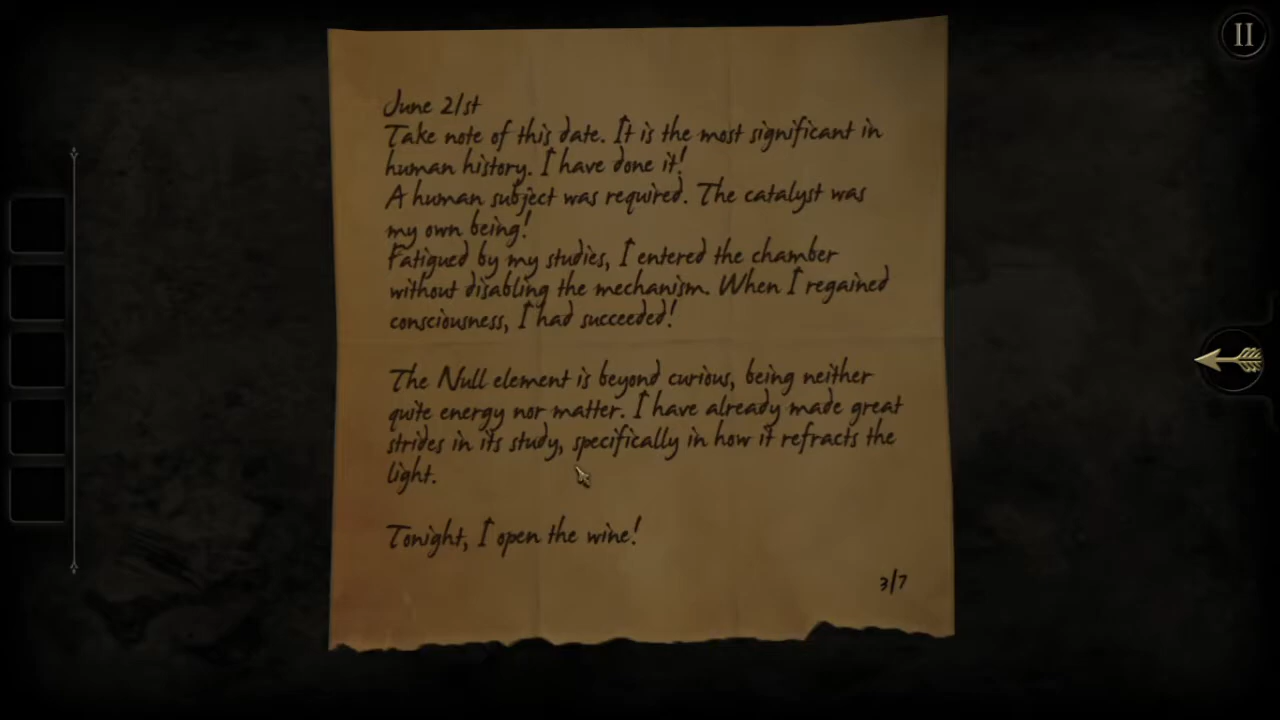 June 21st
Take note of this date. It is the most significant in
human history. I have done it!
A human subject was required. The catalyst was
my own being!
Fatigued by my studies, I entered the chamber
without disabling the mechanism. When I regained
consciousness, I had succeeded!
The Null element is beyond curious, being neither
quite energy nor matter. I have already made great
strides in its study, specifically in how it refracts the
light.
Tonight, I open the wine!
3/7